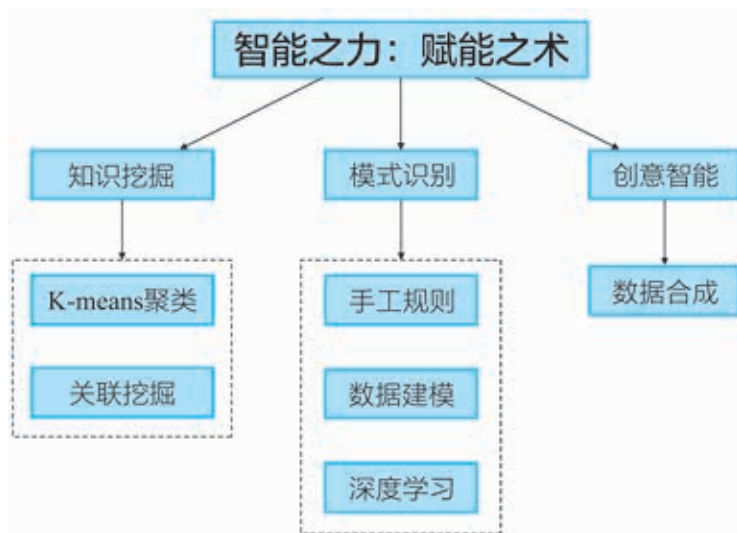 智能之力：赋能之术
知识挖掘
模式识别
创意智能
K-means聚类
手工规则
数据合成
关联挖掘
数据建模
深度学习